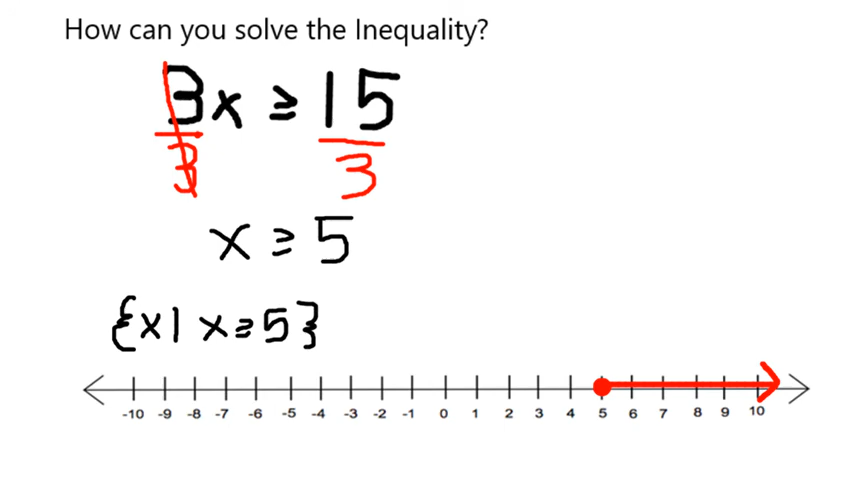 How can you solve the Inequality?
3x ≥ 15
3 3
x ≥ 5
{x| x≥5}
-10 -9 -8 -7 -6 -5 -4 -3 -2 -1 0 1 2 3 4 5 6 7 8 9 10